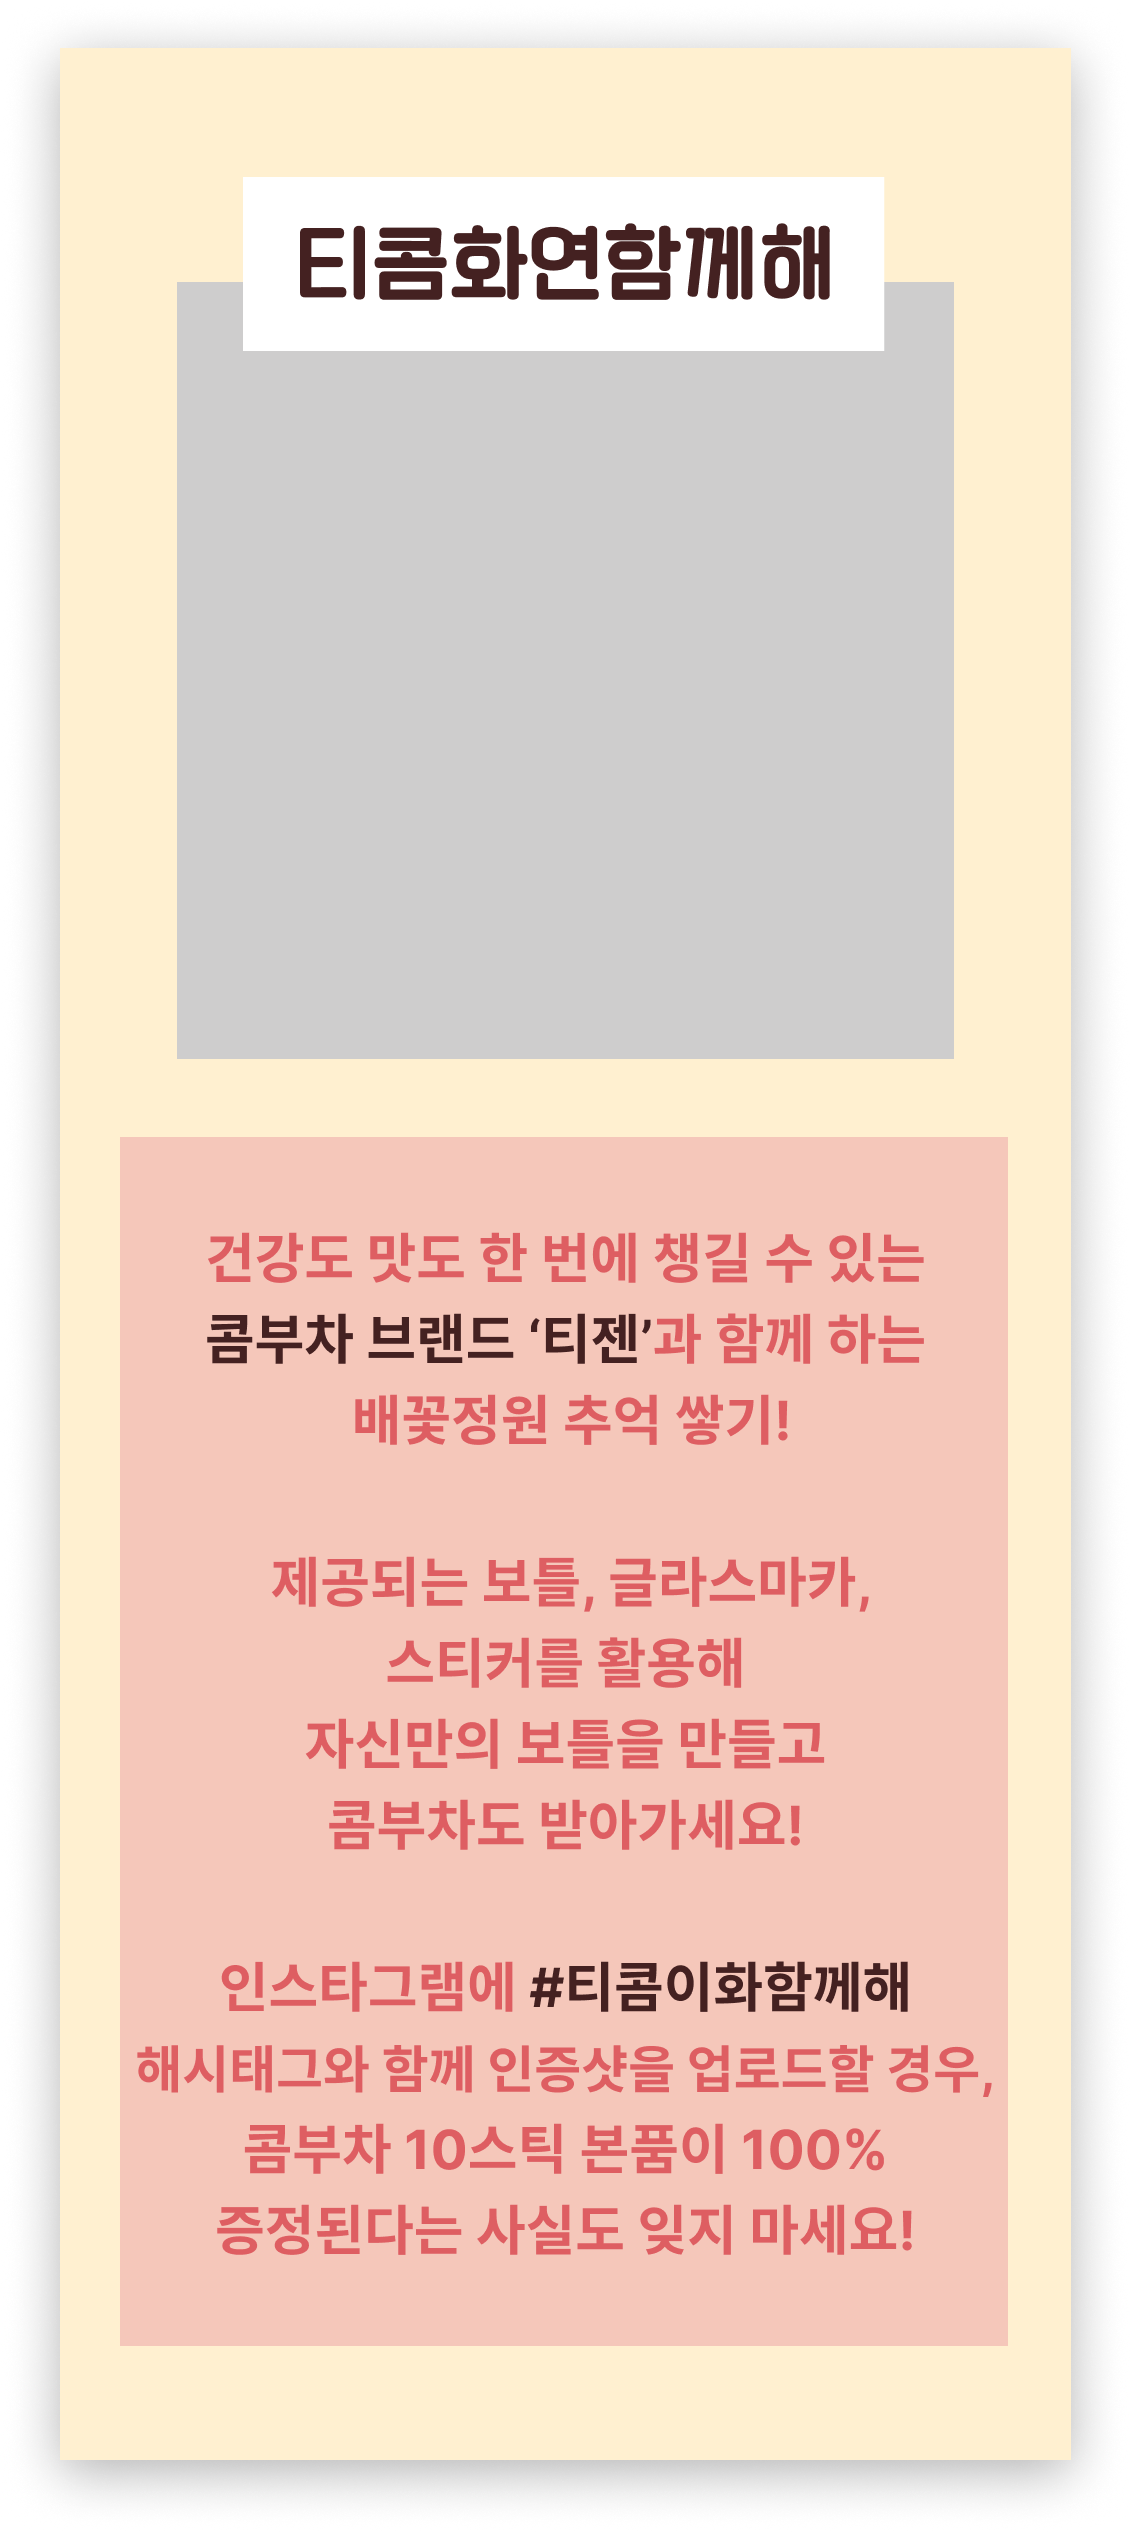 티콤화연함께해
건강도 맛도 한 번에 챙길 수 있는
콤부차 브랜드 ‘티젠’과 함께 하는
배꽃정원 추억 쌓기!
제공되는 보틀, 글라스마카,
스티커를 활용해
자신만의 보틀을 만들고
콤부차도 받아가세요!
인스타그램에 #티콤이화함께해
해시태그와 함께 인증샷을 업로드할 경우,
콤부차 10스틱 본품이 100%
증정된다는 사실도 잊지 마세요!